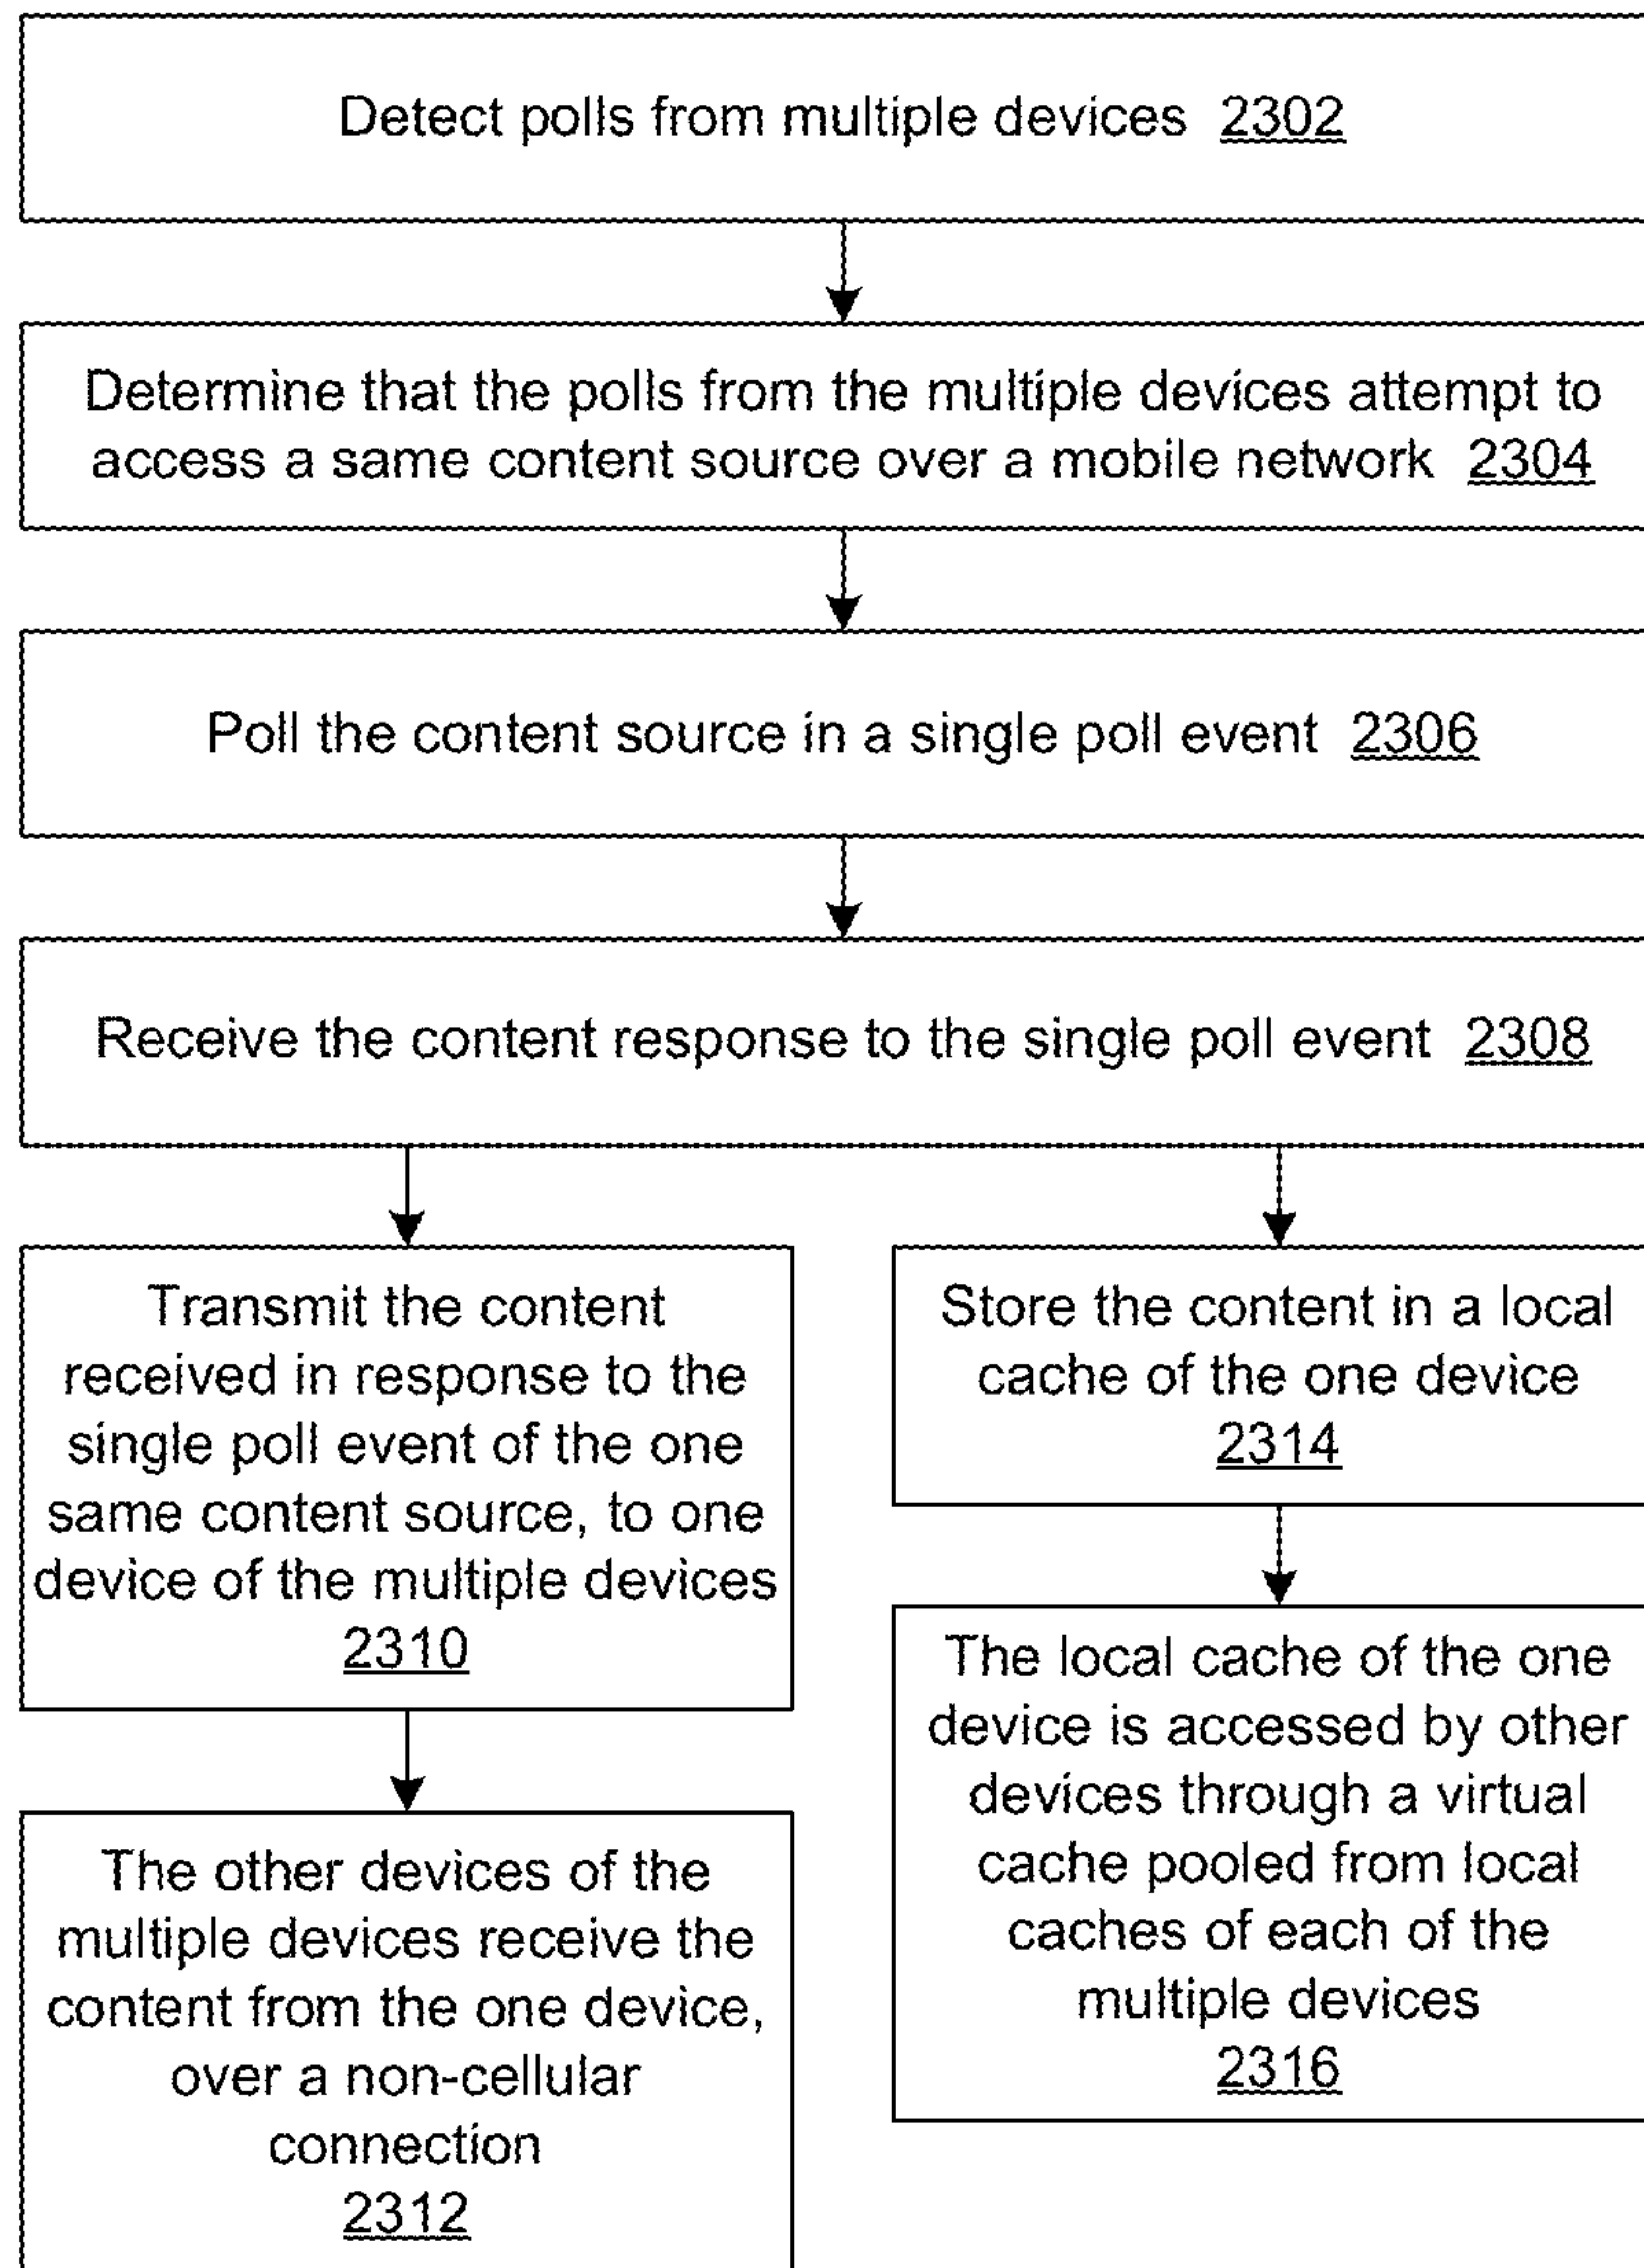 Detect polls from multiple devices 2302
Determine that the polls from the multiple devices attempt to
access a same content source over a mobile network 2304
Poll the content source in a single poll event 2306
Receive the content response to the single poll event 2308
Transmit the content
received in response to the
single poll event of the one
same content source, to one
device of the multiple devices
2310
The other devices of the
multiple devices receive the
content from the one device,
over a non-cellular
connection
2312
Store the content in a local
cache of the one device
2314
The local cache of the one
device is accessed by other
devices through a virtual
cache pooled from local
caches of each of the
multiple devices
2316